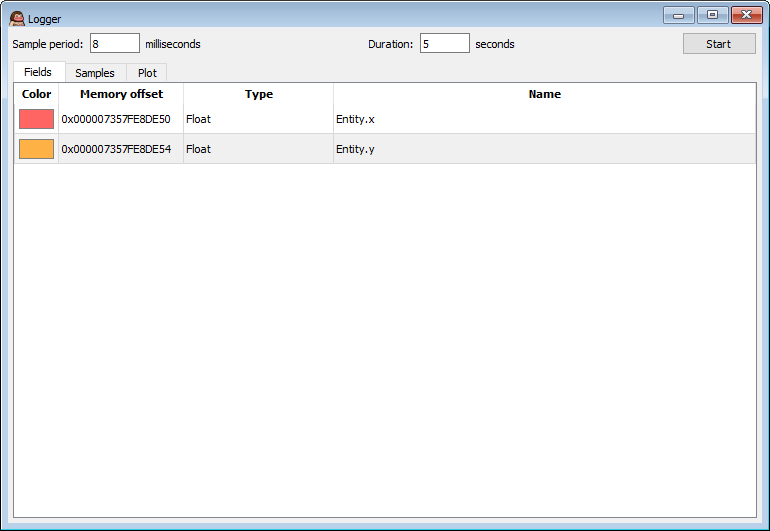 Logger
Sample period: 8 milliseconds Duration: 5 seconds Start
Fields Samples Plot
Color Memory offset Type Name
0x000007357FE8DE50 Float Entity.x
0x000007357FE8DE54 Float Entity.y